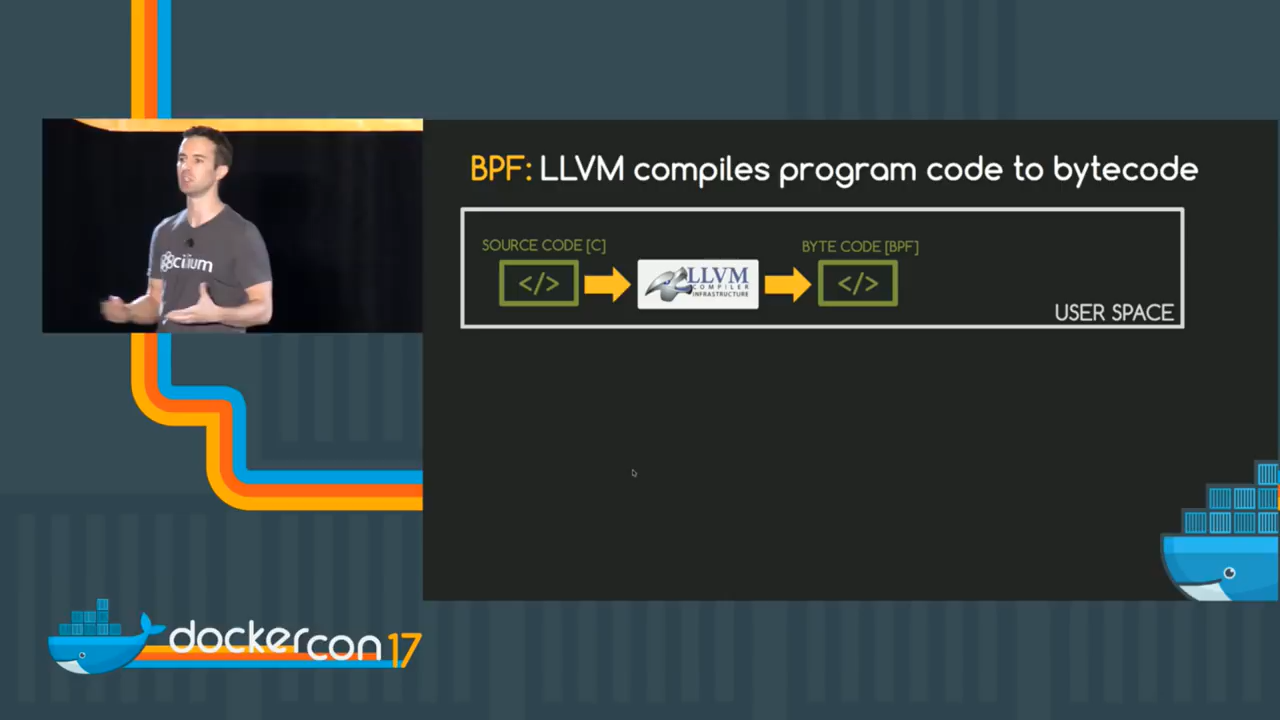 BPF: LLVM compiles program code to bytecode
SOURCE CODE [C]
BYTE CODE [BPF]
</>
LLVM
COMPILER
INFRASTRUCTURE
</>
USER SPACE
cilium
dockercon 17